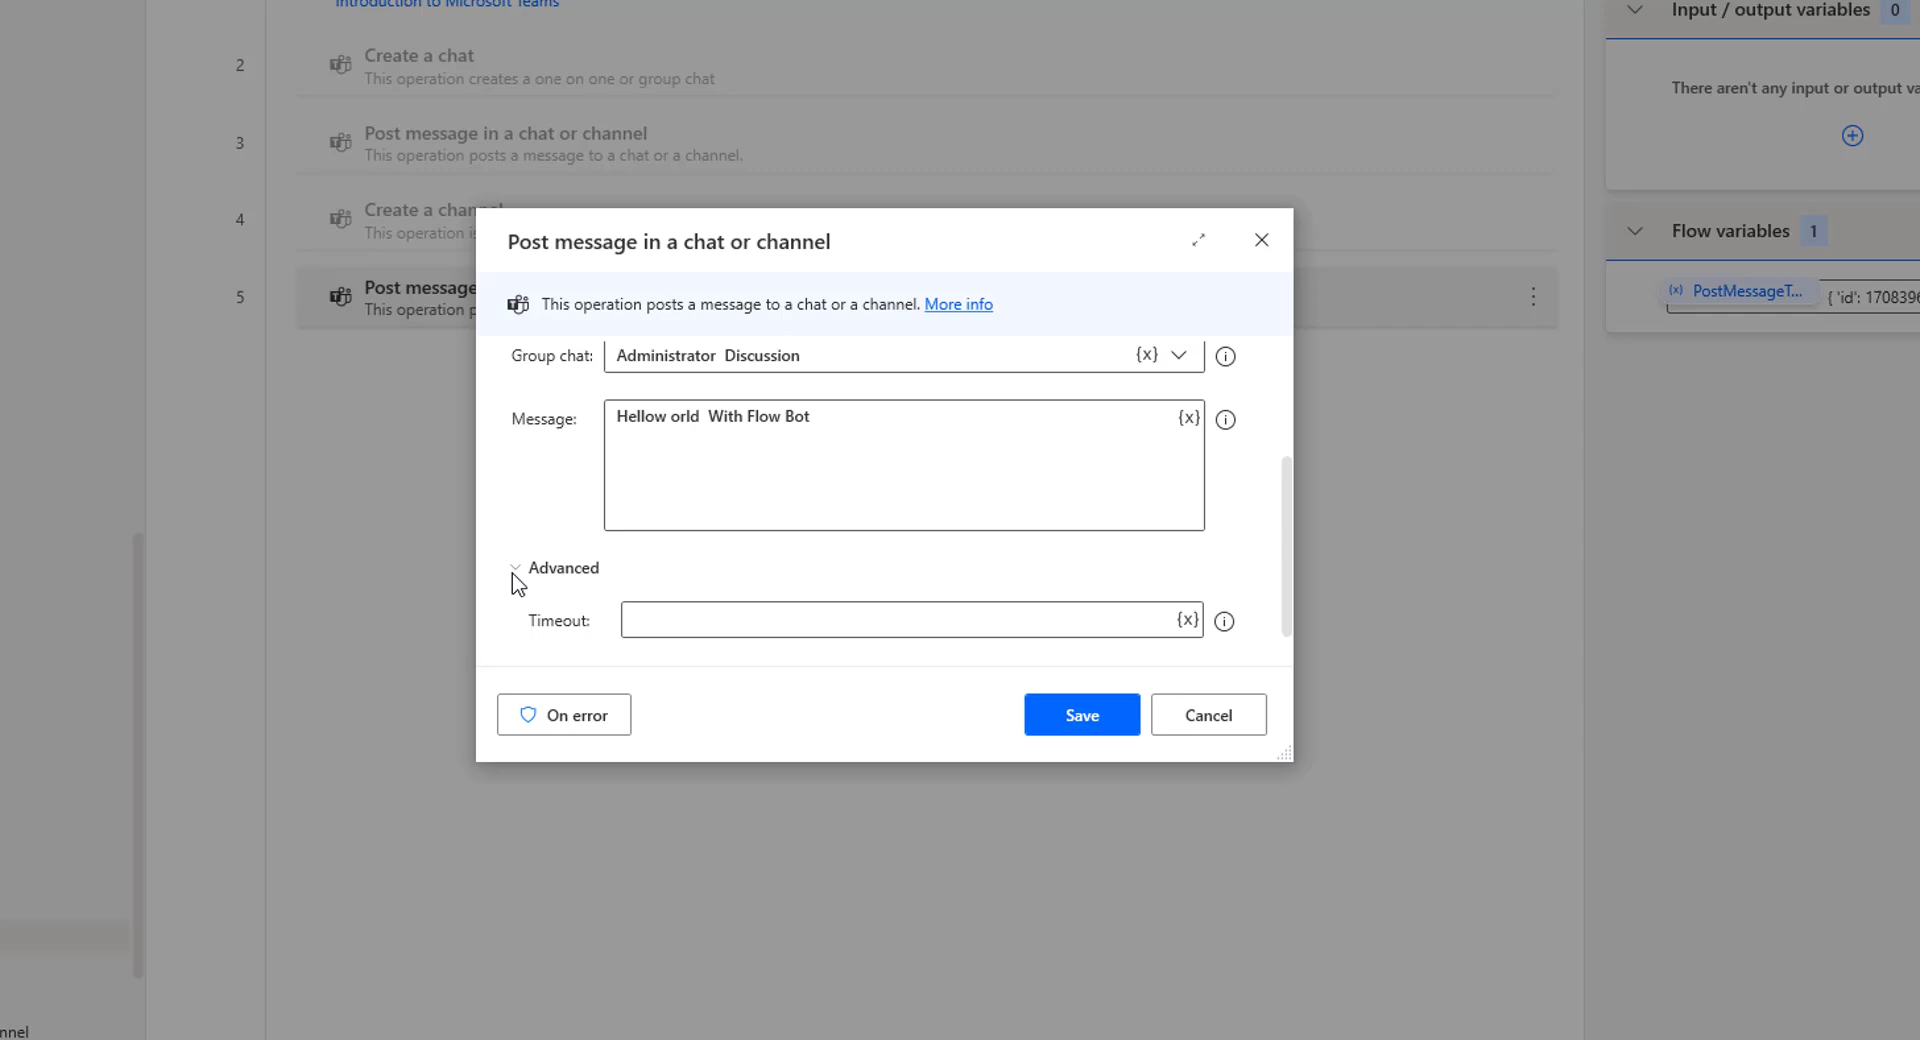 Introduction to Microsoft Teams
Input / output variables 0
2
Create a chat
This operation creates a one on one or group chat
There aren't any input or output va
3
Post message in a chat or channel
This operation posts a message to a chat or a channel.
4
Create a chan
This operation is
Flow variables 1
5
Post message
This operation p
{x} PostMessageT... { 'id': 1708396
Post message in a chat or channel
This operation posts a message to a chat or a channel. More info
Group chat: Administrator Discussion {x}
Message: Hellow orld With Flow Bot {x}
Advanced
Timeout: {x}
On error
Save
Cancel
nnel